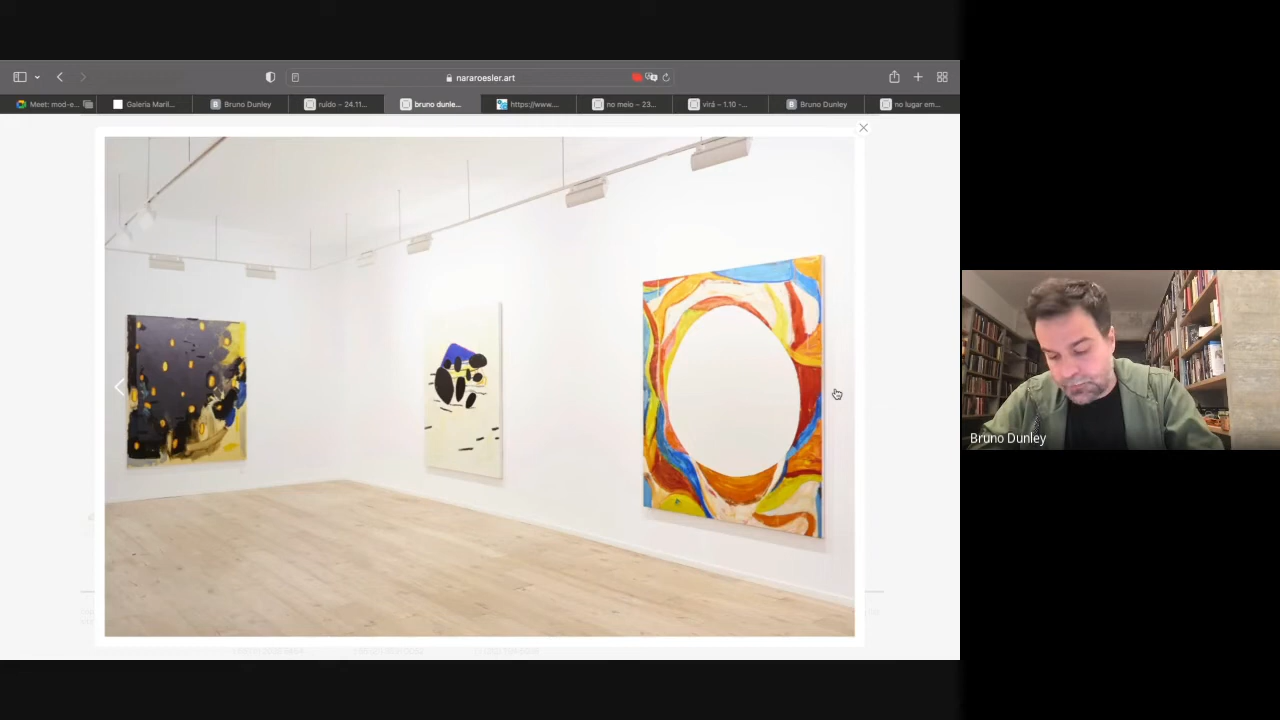 nararoesler.art
Meet: mod-e...
Galeria Maril...
Bruno Dunley
ruído – 24.11...
bruno dunle...
https://www....
no meio – 23...
virá – 1.10 -...
Bruno Dunley
no lugar em...
Bruno Dunley